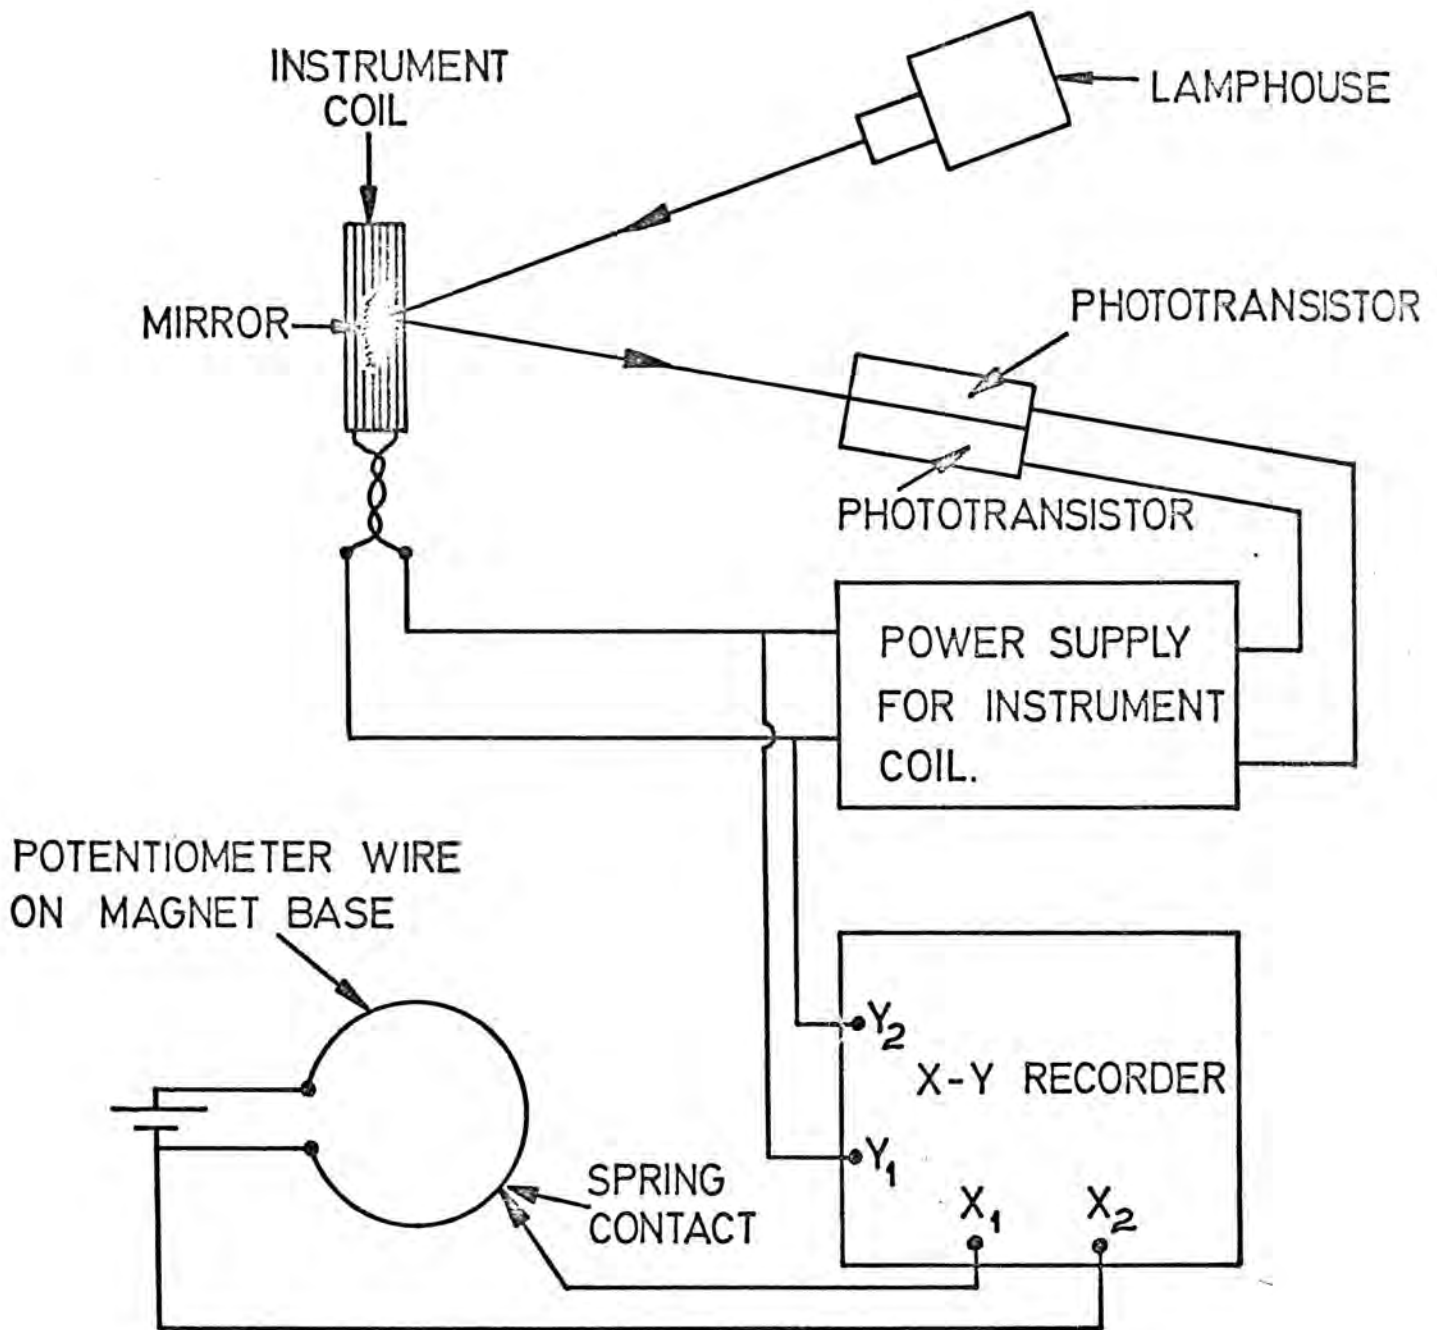 INSTRUMENT
COIL
LAMPHOUSE
MIRROR
PHOTOTRANSISTOR
PHOTOTRANSISTOR
POWER SUPPLY
FOR INSTRUMENT
COIL.
POTENTIOMETER WIRE
ON MAGNET BASE
Y2
X-Y RECORDER
Y1
SPRING
CONTACT
X1 X2